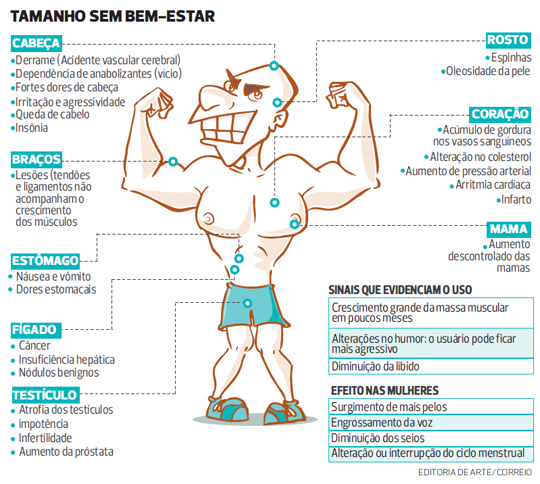 TAMANHO SEM BEM-ESTAR
CABEÇA
Derrame (Acidente vascular cerebral)
Dependência de anabolizantes (vício)
Fortes dores de cabeça
Irritação e agressividade
Queda de cabelo
Insônia
BRAÇOS
Lesões (tendões
e ligamentos não
acompanham o
crescimento
dos músculos
ESTÔMAGO
Náusea e vômito
Dores estomacais
FÍGADO
Câncer
Insuficiência hepática
Nódulos benignos
TESTÍCULO
Atrofia dos testículos
impotência
Infertilidade
Aumento da próstata
ROSTO
Espinhas
Oleosidade da pele
CORAÇÃO
Acúmulo de gordura
nos vasos sanguíneos
Alteração no colesterol
Aumento de pressão arterial
Arritmia cardíaca
Infarto
MAMA
Aumento
descontrolado das
mamas
SINAIS QUE EVIDENCIAM O USO
Crescimento grande da massa muscular
em poucos meses
Alterações no humor: o usuário pode ficar
mais agressivo
Diminuição da libido
EFEITO NAS MULHERES
Surgimento de mais pelos
Engrossamento da voz
Diminuição dos seios
Alteração ou interrupção do ciclo menstrual
EDITORIA DE ARTE/CORREIO